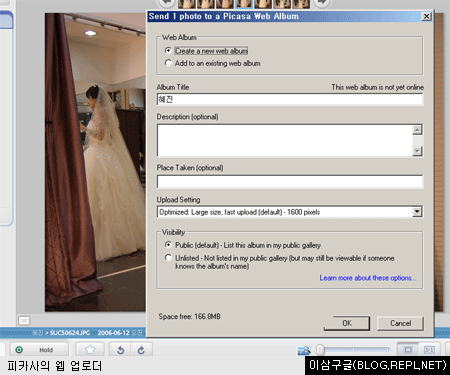 Send 1 photo to a Picasa Web Album
Web Album
Create a new web album
Add to an existing web album
Album Title
This web album is not yet online
혜진
Description (optional)
Place Taken (optional)
Upload Setting
Optimized: Large size, fast upload (default) - 1600 pixels
Visibility
Public (default) - List this album in my public gallery
Unlisted - Not listed in my public gallery (but may still be viewable if someone
knows the album's name)
Learn more about these options...
Space free: 166.8MB
OK
Cancel
혜진 > SUC50624.JPG 2006-06-12 오전
Hold
1:1
피카사의 웹 업로더
이삼구글(BLOG.REPL.NET)